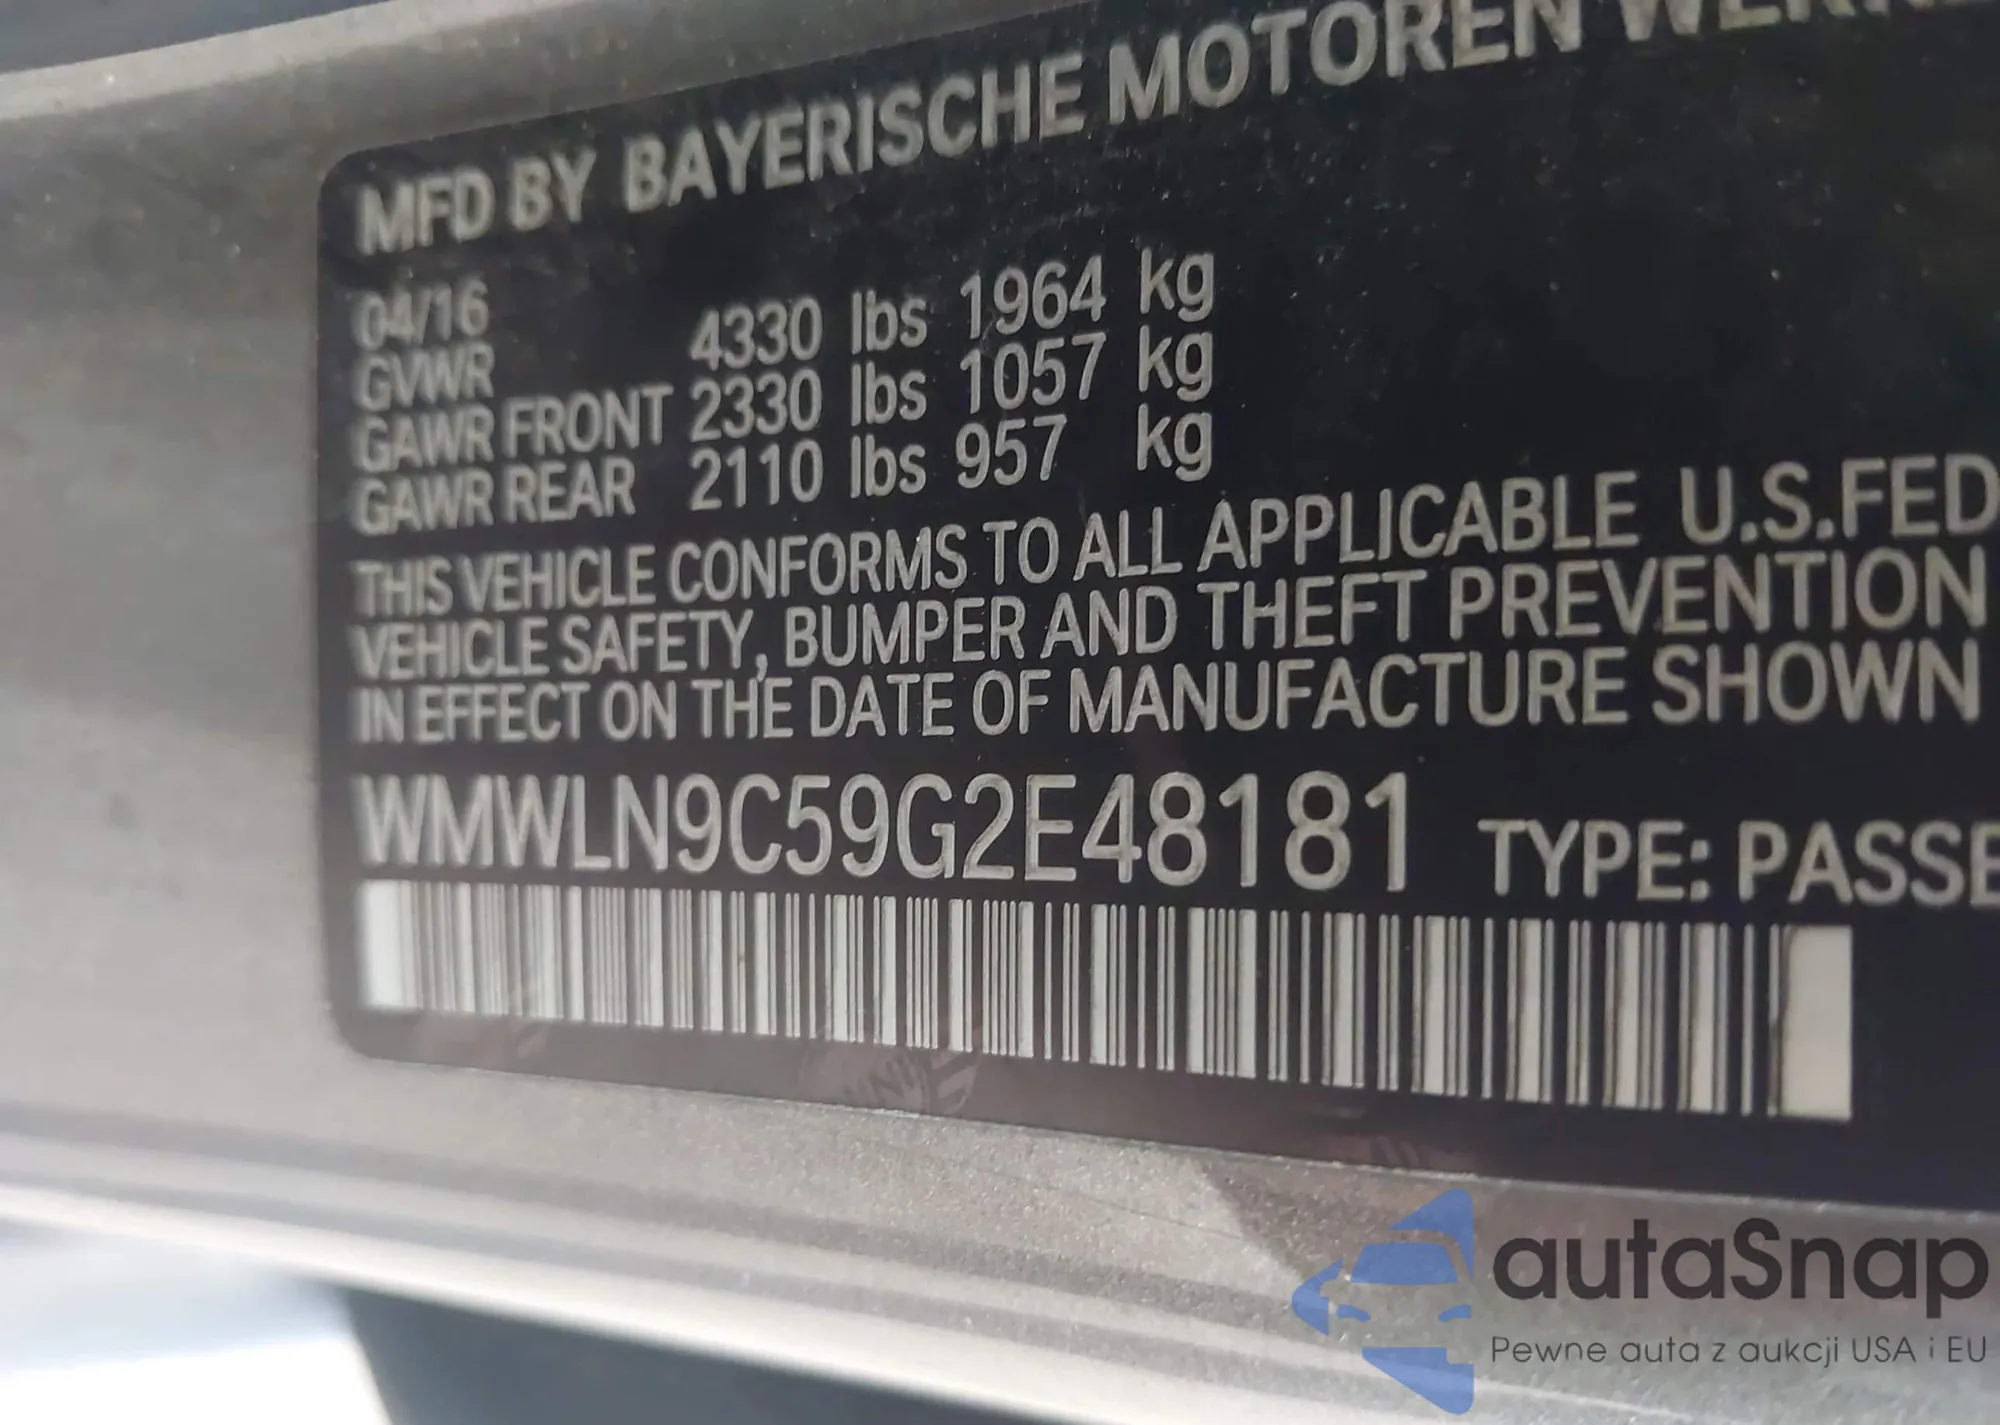 MFD BY BAYERISCHE MOTOREN WERKE
04/16
GVWR 4330 lbs 1964 kg
GAWR FRONT 2330 lbs 1057 kg
GAWR REAR 2110 lbs 957 kg
THIS VEHICLE CONFORMS TO ALL APPLICABLE U.S.FED
VEHICLE SAFETY, BUMPER AND THEFT PREVENTION
IN EFFECT ON THE DATE OF MANUFACTURE SHOWN
WMWLN9C59G2E48181 TYPE: PASSE
MINI
autaSnap
Pewne auta z aukcji USA i EU